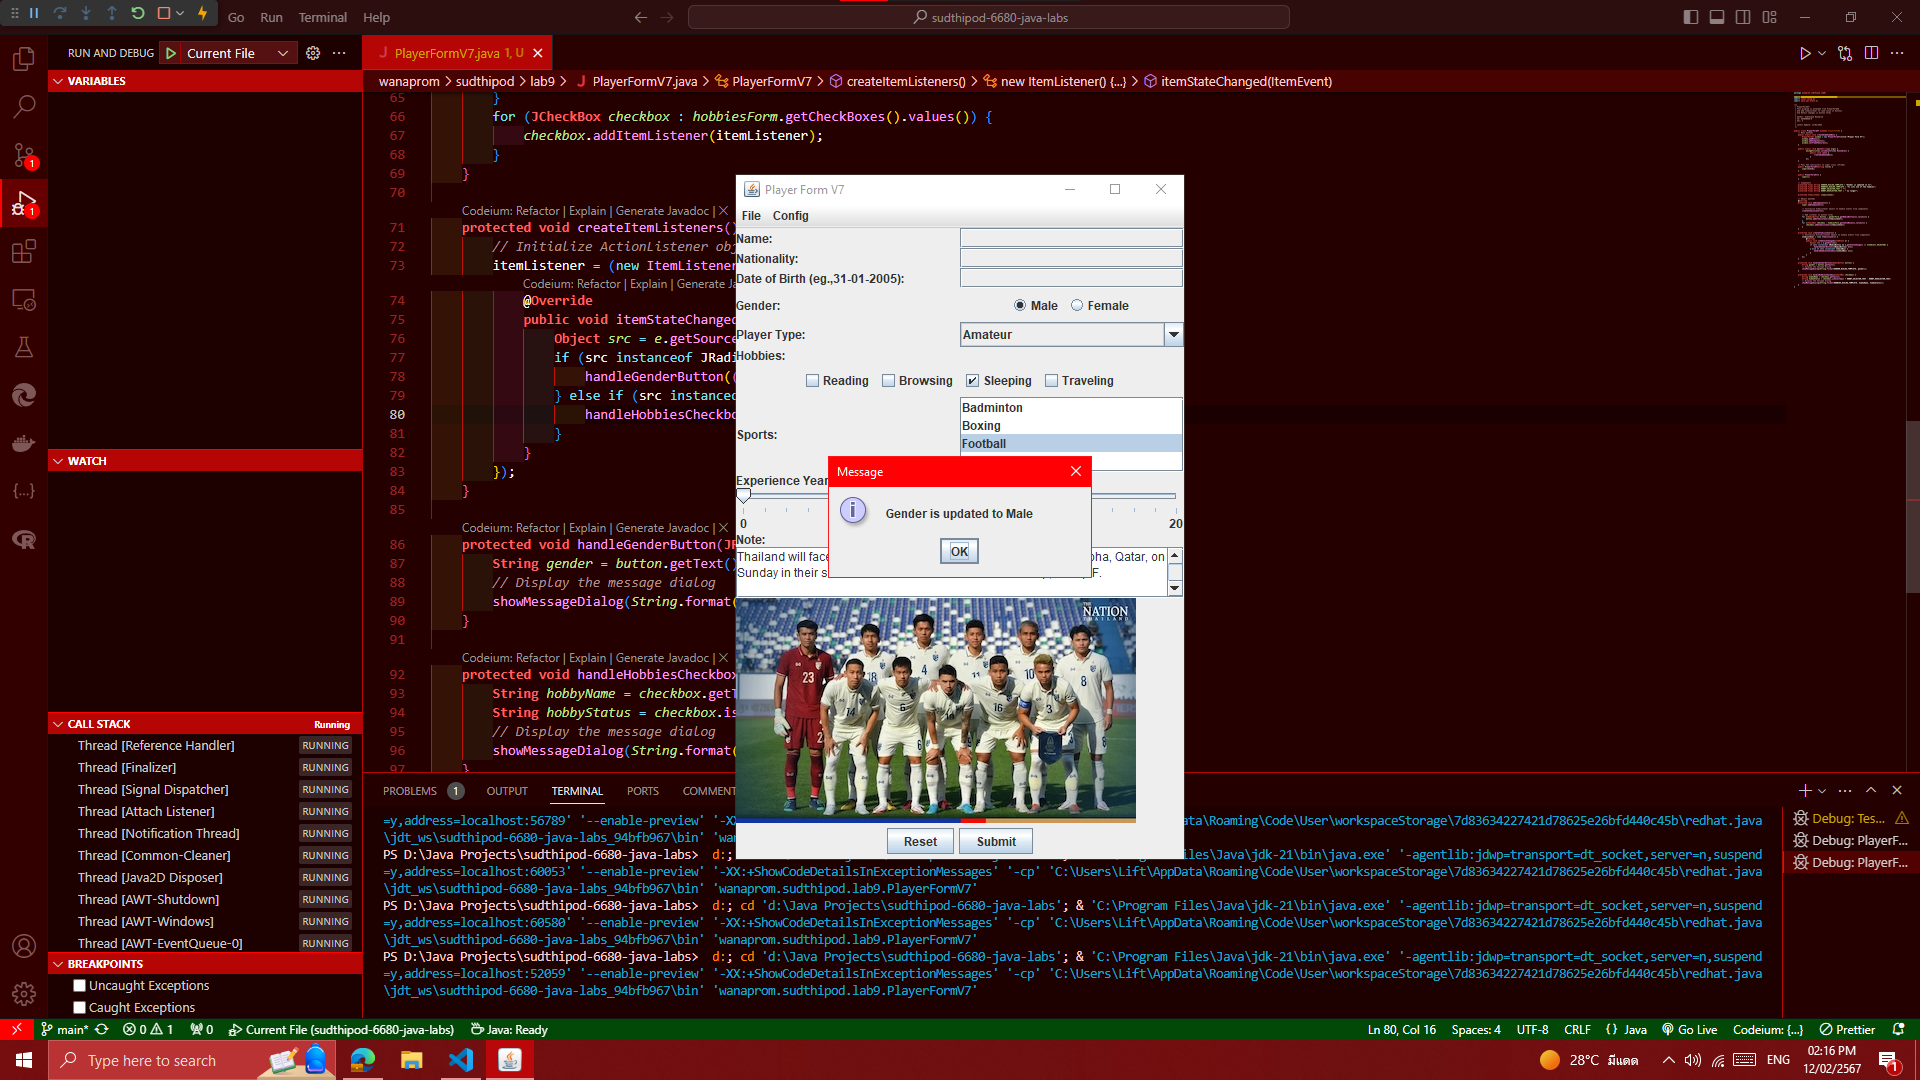 Go Run Terminal Help
sudthipod-6680-java-labs
RUN AND DEBUG Current File
PlayerFormV7.java 1, U
VARIABLES
wanaprom > sudthipod > lab9 > J PlayerFormV7.java > PlayerFormV7 > createItemListeners() > new ItemListener() {...} > itemStateChanged(ItemEvent)
65 }
66 for (JCheckBox checkbox : hobbiesForm.getCheckBoxes().values()) {
67 checkbox.addItemListener(itemListener);
68 }
69 }
70
Codeium: Refactor | Explain | Generate Javadoc | X
71 protected void createItemListeners()
72 // Initialize ActionListener ob
73 itemListener = (new ItemListener
Codeium: Refactor | Explain | Genera
74 @Override
75 public void itemStateChanged
76 Object src = e.getSource
77 if (src instanceof JRadi
78 handleGenderButton((
79 } else if (src instanceo
80 handleHobbiesCheckbo
81 }
82 }
83 });
84 }
85
Codeium: Refactor | Explain | Generate Javadoc | X
86 protected void handleGenderButton(JR
87 String gender = button.getText()
88 // Display the message dialog
89 showMessageDialog(String.format(
90 }
91
Codeium: Refactor | Explain | Generate Javadoc | X
92 protected void handleHobbiesCheckbox
93 String hobbyName = checkbox.getT
94 String hobbyStatus = checkbox.is
95 // Display the message dialog
96 showMessageDialog(String.format(
97 }
Player Form V7
File Config
Name:
Nationality:
Date of Birth (eg.,31-01-2005):
Gender: Male Female
Player Type: Amateur
Hobbies:
Reading Browsing Sleeping Traveling
Sports:
Badminton
Boxing
Football
Experience Year
0 20
Note:
Thailand will face
oha, Qatar, on
Sunday in their s
F.
Message
Gender is updated to Male
OK
THE
NATION
THAILAND
23 14 4 6 16 10 3 8
Reset Submit
WATCH
CALL STACK Running
Thread [Reference Handler] RUNNING
Thread [Finalizer] RUNNING
Thread [Signal Dispatcher] RUNNING
Thread [Attach Listener] RUNNING
Thread [Notification Thread] RUNNING
Thread [Common-Cleaner] RUNNING
Thread [Java2D Disposer] RUNNING
Thread [AWT-Shutdown] RUNNING
Thread [AWT-Windows] RUNNING
Thread [AWT-EventQueue-0] RUNNING
BREAKPOINTS
Uncaught Exceptions
Caught Exceptions
PROBLEMS 1 OUTPUT TERMINAL PORTS COMMENT
=y,address=localhost:56789' '--enable-preview' '-XX
ata\Roaming\Code\User\workspaceStorage\7d83634227421d78625e26bfd440c45b\redhat.java
\jdt_ws\sudthipod-6680-java-labs_94bfb967\bin' 'wan
PS D:\Java Projects\sudthipod-6680-java-labs> d:;
iles\Java\jdk-21\bin\java.exe' '-agentlib:jdwp=transport=dt_socket,server=n,suspend
=y,address=localhost:60053' '--enable-preview' '-XX:+ShowCodeDetailsInExceptionMessages' '-cp' 'C:\Users\Lift\AppData\Roaming\Code\User\workspaceStorage\7d83634227421d78625e26bfd440c45b\redhat.java
\jdt_ws\sudthipod-6680-java-labs_94bfb967\bin' 'wanaprom.sudthipod.lab9.PlayerFormV7'
PS D:\Java Projects\sudthipod-6680-java-labs> d:; cd 'd:\Java Projects\sudthipod-6680-java-labs'; & 'C:\Program Files\Java\jdk-21\bin\java.exe' '-agentlib:jdwp=transport=dt_socket,server=n,suspend
=y,address=localhost:60580' '--enable-preview' '-XX:+ShowCodeDetailsInExceptionMessages' '-cp' 'C:\Users\Lift\AppData\Roaming\Code\User\workspaceStorage\7d83634227421d78625e26bfd440c45b\redhat.java
\jdt_ws\sudthipod-6680-java-labs_94bfb967\bin' 'wanaprom.sudthipod.lab9.PlayerFormV7'
PS D:\Java Projects\sudthipod-6680-java-labs> d:; cd 'd:\Java Projects\sudthipod-6680-java-labs'; & 'C:\Program Files\Java\jdk-21\bin\java.exe' '-agentlib:jdwp=transport=dt_socket,server=n,suspend
=y,address=localhost:52059' '--enable-preview' '-XX:+ShowCodeDetailsInExceptionMessages' '-cp' 'C:\Users\Lift\AppData\Roaming\Code\User\workspaceStorage\7d83634227421d78625e26bfd440c45b\redhat.java
\jdt_ws\sudthipod-6680-java-labs_94bfb967\bin' 'wanaprom.sudthipod.lab9.PlayerFormV7'
Debug: Tes...
Debug: PlayerF...
Debug: PlayerF...
main* 0 1 0 Current File (sudthipod-6680-java-labs) Java: Ready
Ln 80, Col 16 Spaces: 4 UTF-8 CRLF {} Java Go Live Codeium: {...} Prettier
Type here to search
28°C มีแดด ENG 02:16 PM
12/02/2567 1